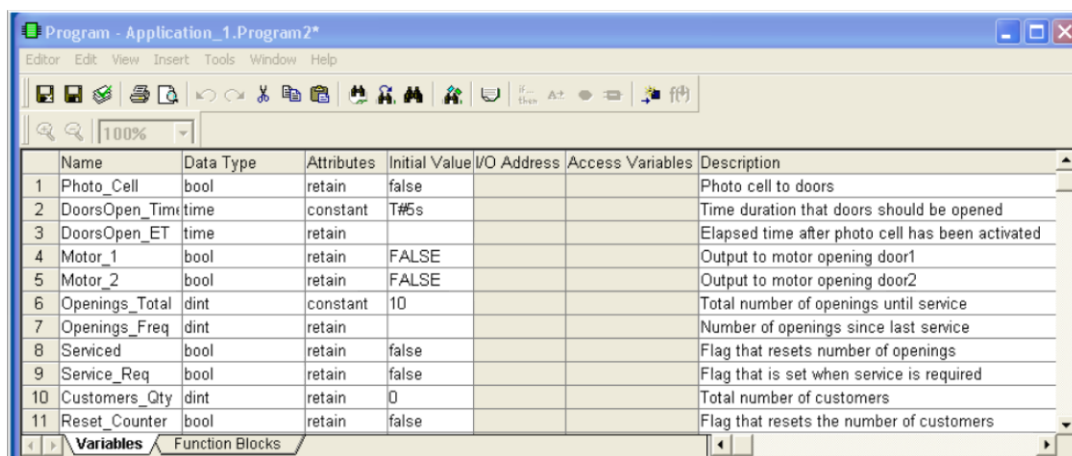 Program - Application_1.Program2*
Editor Edit View Insert Tools Window Help
if... then A± f(*)
100%
Name Data Type Attributes Initial Value I/O Address Access Variables Description
1 Photo_Cell bool retain false Photo cell to doors
2 DoorsOpen_Time time constant T#5s Time duration that doors should be opened
3 DoorsOpen_ET time retain Elapsed time after photo cell has been activated
4 Motor_1 bool retain FALSE Output to motor opening door1
5 Motor_2 bool retain FALSE Output to motor opening door2
6 Openings_Total dint constant 10 Total number of openings until service
7 Openings_Freq dint retain Number of openings since last service
8 Serviced bool retain false Flag that resets number of openings
9 Service_Req bool retain false Flag that is set when service is required
10 Customers_Qty dint retain 0 Total number of customers
11 Reset_Counter bool retain false Flag that resets the number of customers
Variables Function Blocks